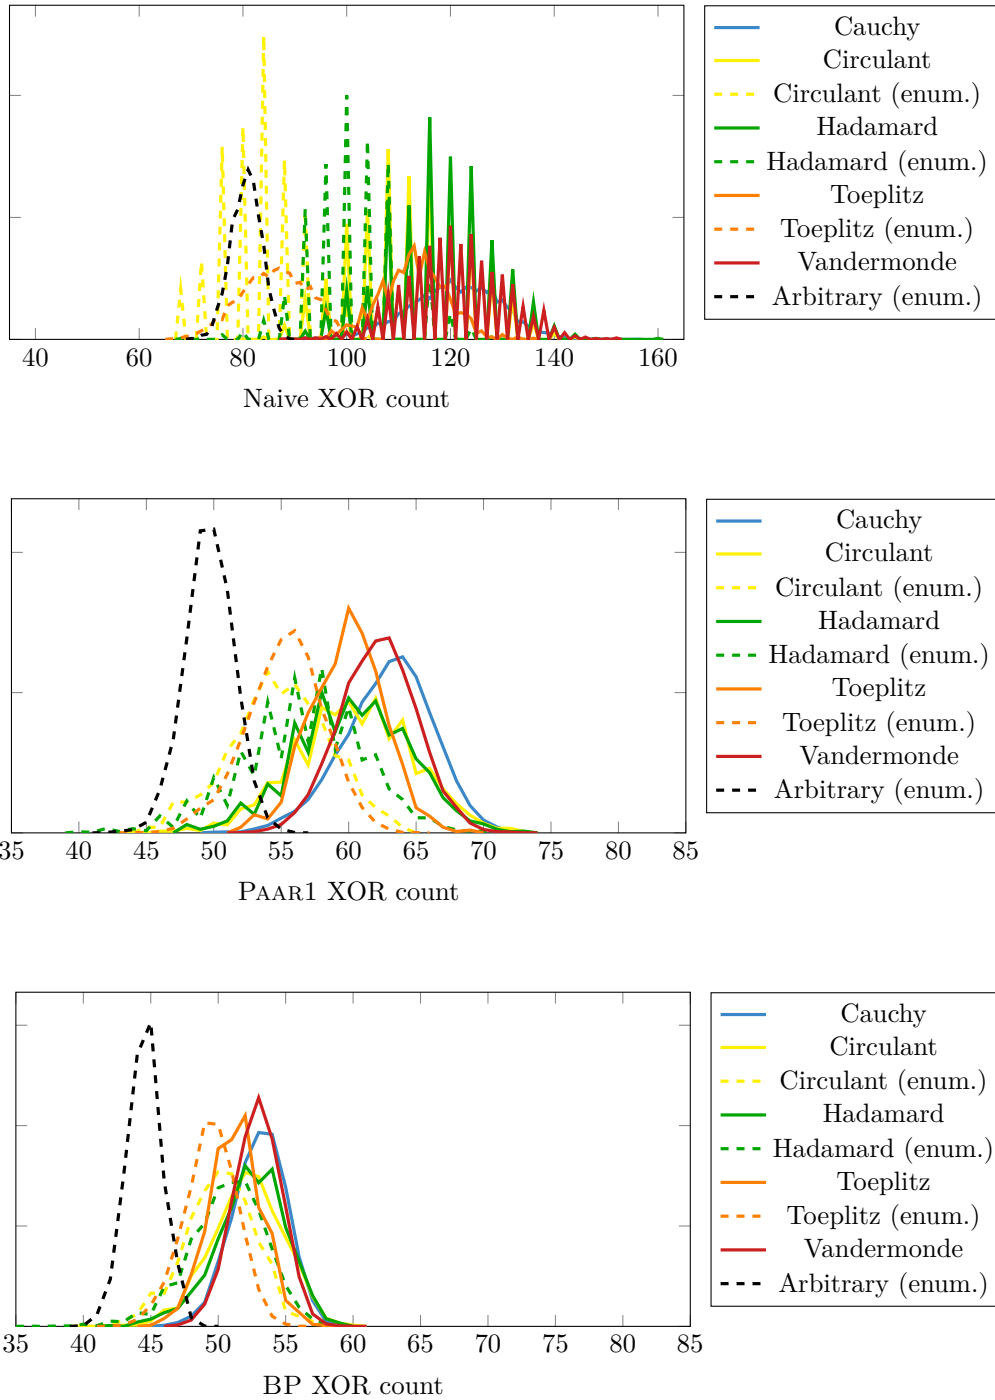 Cauchy
Circulant
Circulant (enum.)
Hadamard
Hadamard (enum.)
Toeplitz
Toeplitz (enum.)
Vandermonde
Arbitrary (enum.)
40 60 80 100 120 140 160
Naive XOR count
Cauchy
Circulant
Circulant (enum.)
Hadamard
Hadamard (enum.)
Toeplitz
Toeplitz (enum.)
Vandermonde
Arbitrary (enum.)
35 40 45 50 55 60 65 70 75 80 85
PAAR1 XOR count
Cauchy
Circulant
Circulant (enum.)
Hadamard
Hadamard (enum.)
Toeplitz
Toeplitz (enum.)
Vandermonde
Arbitrary (enum.)
35 40 45 50 55 60 65 70 75 80 85
BP XOR count